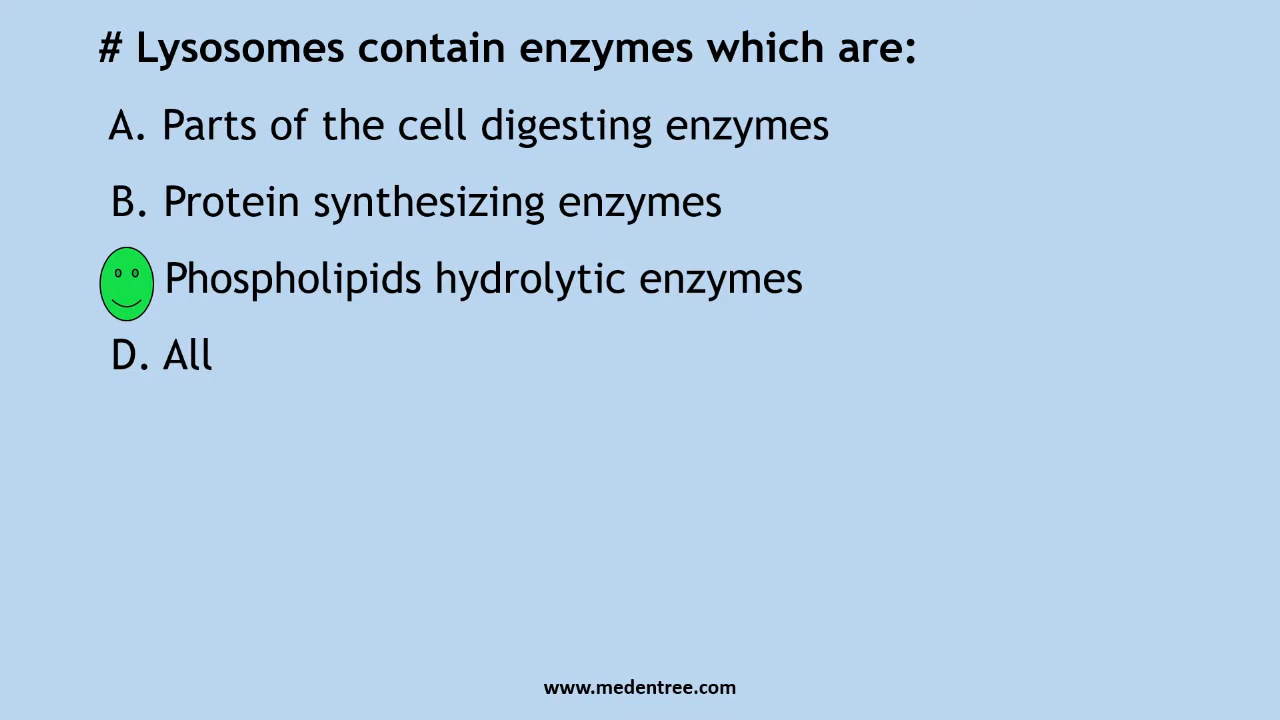 # Lysosomes contain enzymes which are:
A. Parts of the cell digesting enzymes
B. Protein synthesizing enzymes
Phospholipids hydrolytic enzymes
D. All
www.medentree.com